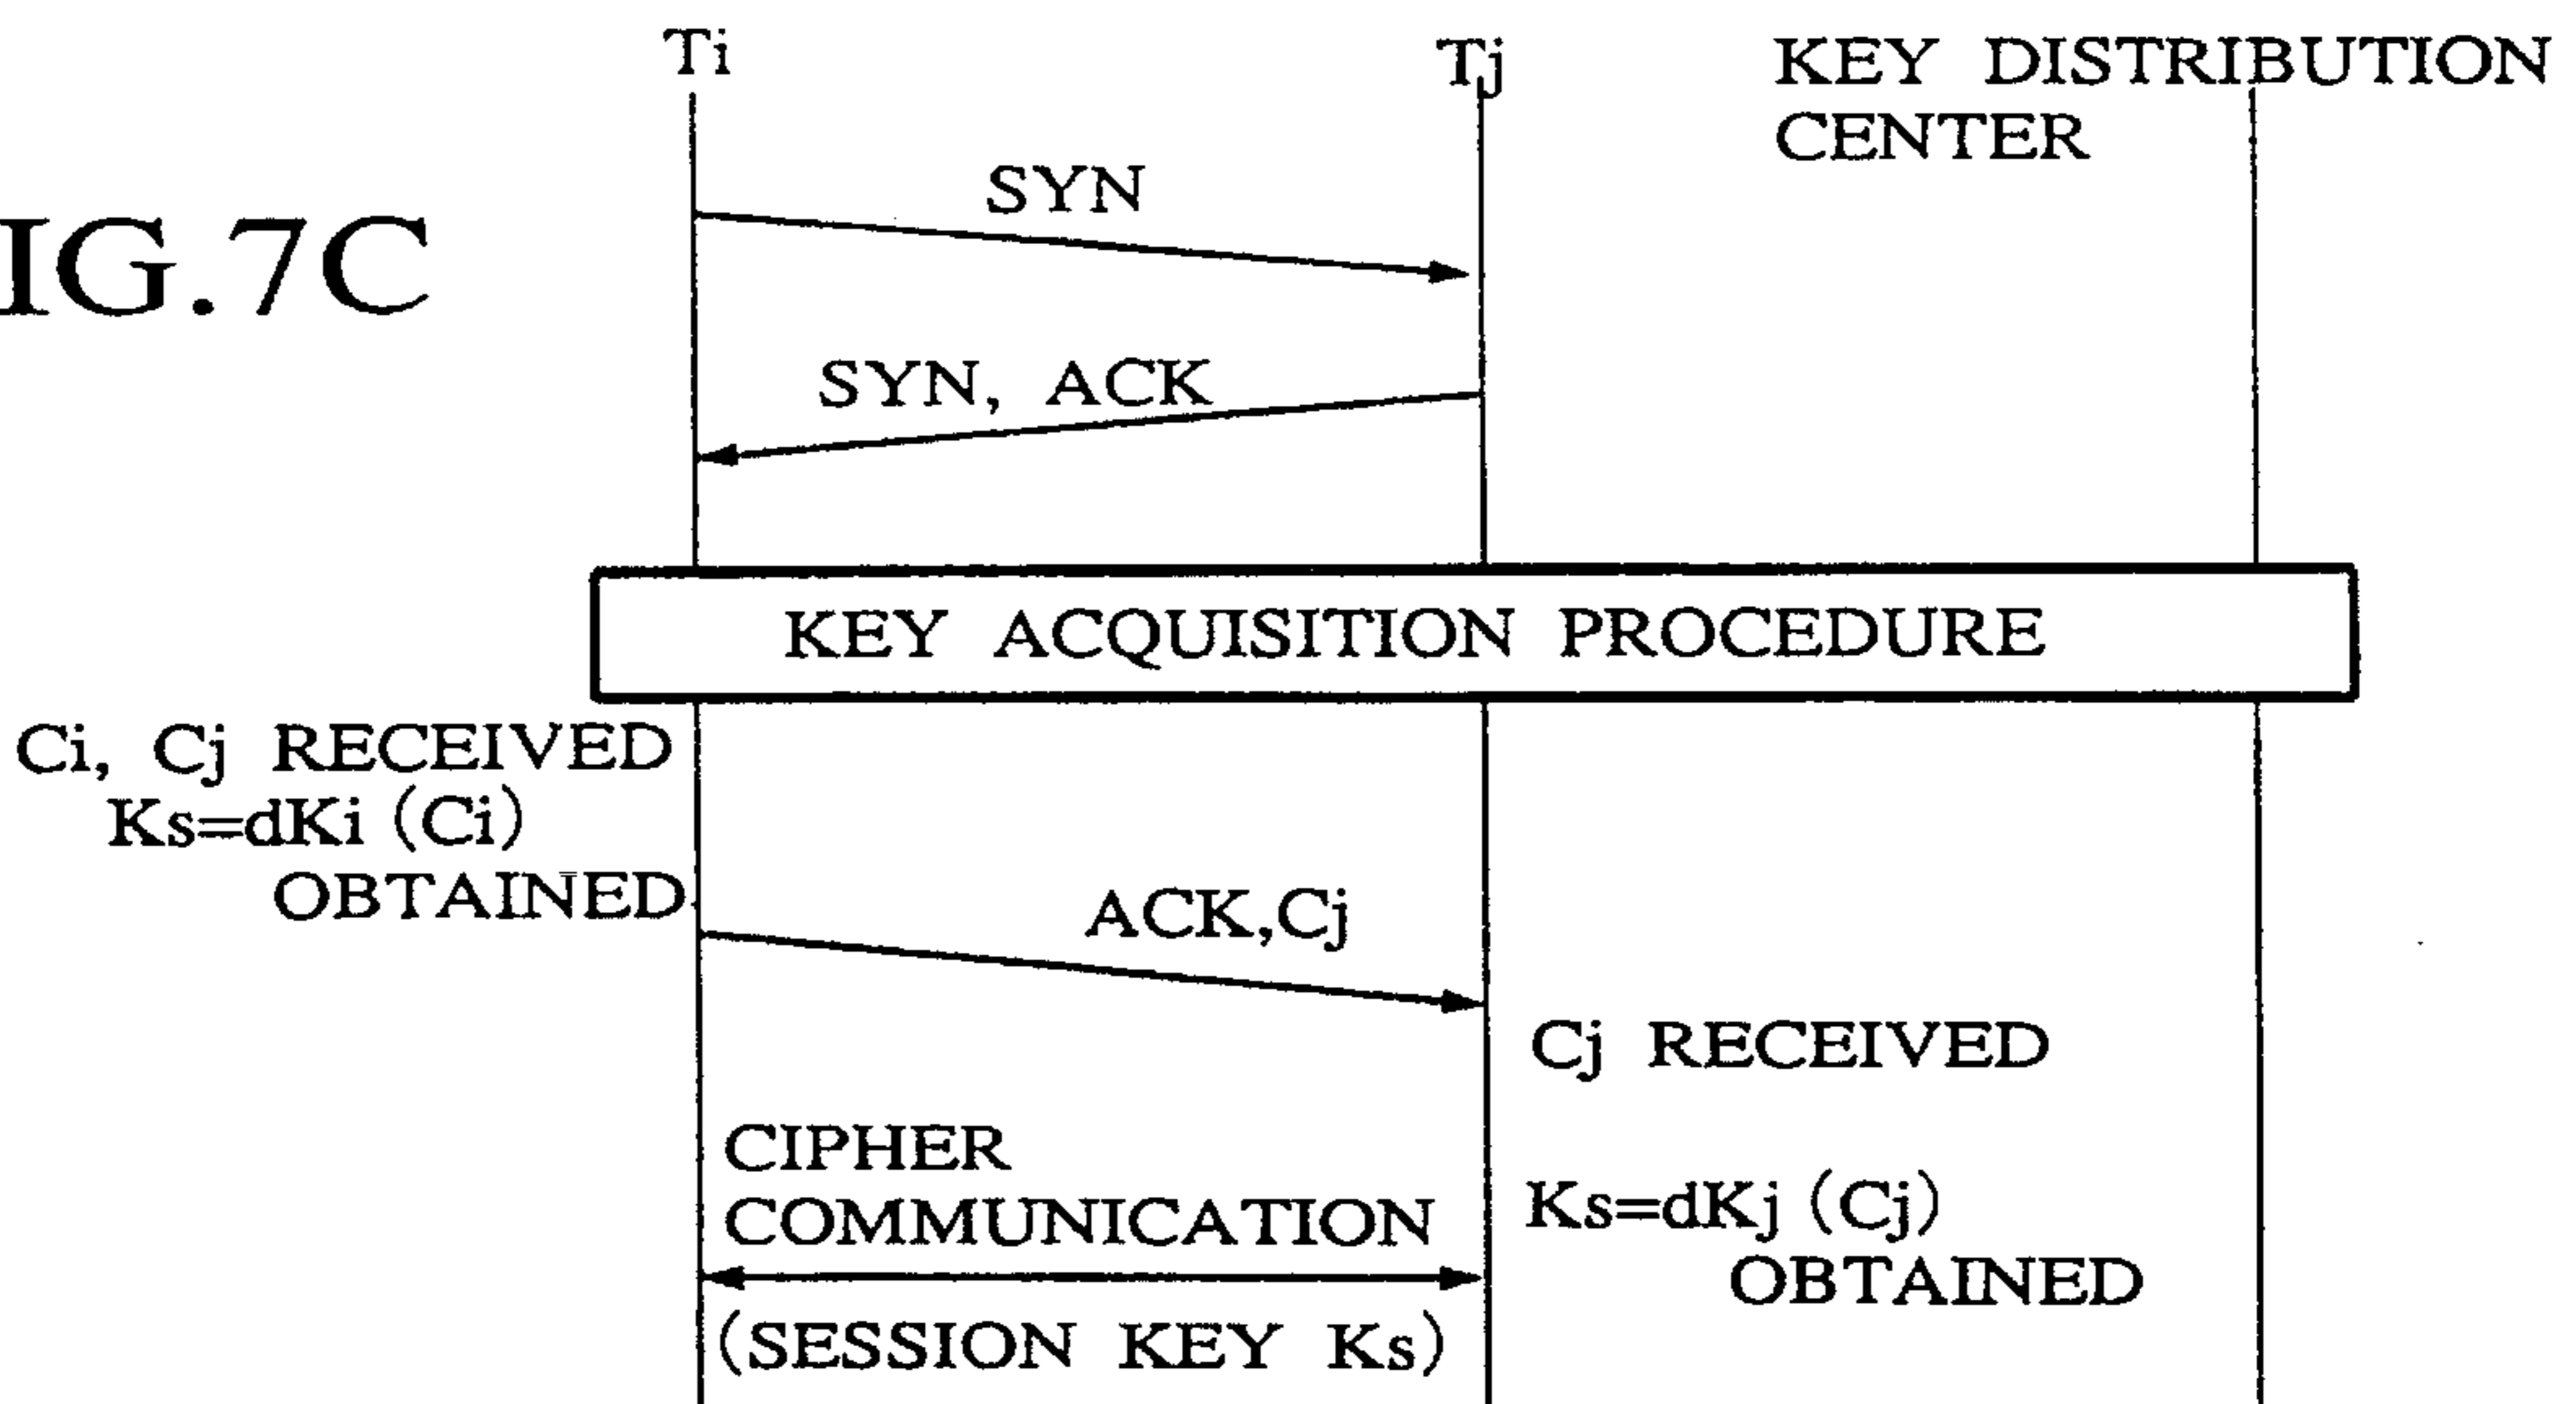 Ti
Tj
KEY DISTRIBUTION
CENTER
IG.7C
SYN
SYN, ACK
KEY ACQUISITION PROCEDURE
Ci, Cj RECEIVED
Ks=dKi (Ci)
OBTAINED
ACK,Cj
Cj RECEIVED
CIPHER
COMMUNICATION
(SESSION KEY Ks)
Ks=dKj (Cj)
OBTAINED